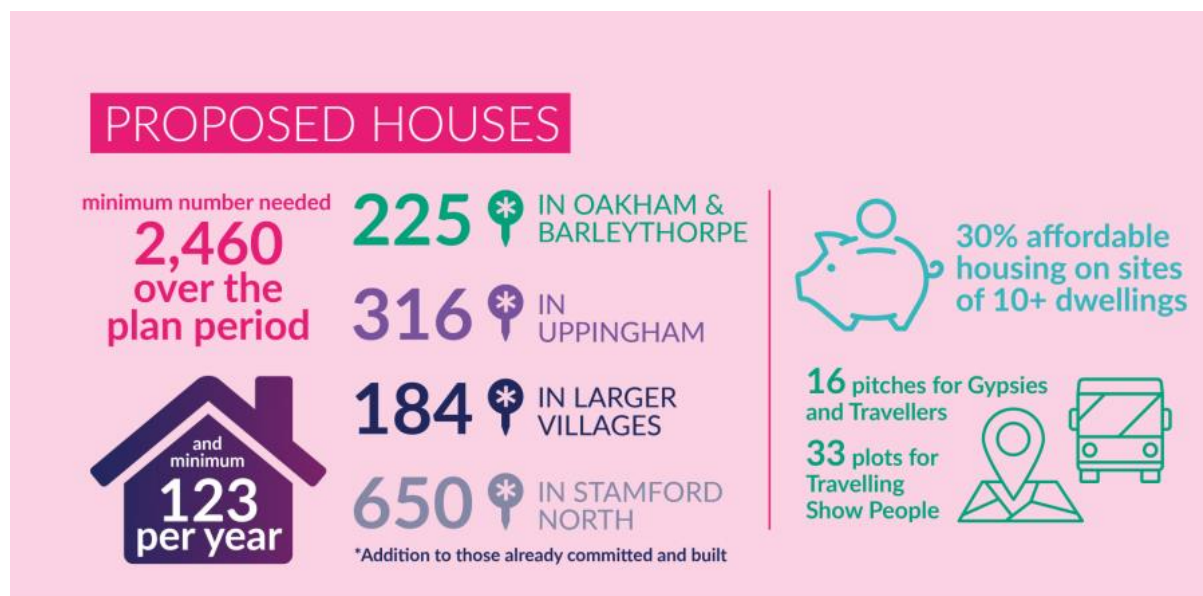 PROPOSED HOUSES
minimum number needed
2,460
over the
plan period
and
minimum
123
per year
225 * IN OAKHAM &
BARLEYTHORPE
316 * IN
UPPINGHAM
184 * IN LARGER
VILLAGES
650 * IN STAMFORD
NORTH
*Addition to those already committed and built
30% affordable
housing on sites
of 10+ dwellings
16 pitches for Gypsies
and Travellers
33 plots for
Travelling
Show People